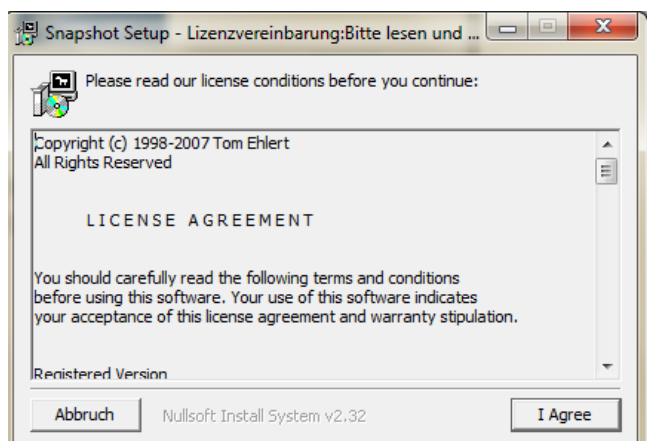 Snapshot Setup - Lizenzvereinbarung:Bitte lesen und ...
Please read our license conditions before you continue:
Copyright (c) 1998-2007 Tom Ehlert
All Rights Reserved
LICENSE AGREEMENT
You should carefully read the following terms and conditions
before using this software. Your use of this software indicates
your acceptance of this license agreement and warranty stipulation.
Registered Version
Abbruch
Nullsoft Install System v2.32
I Agree